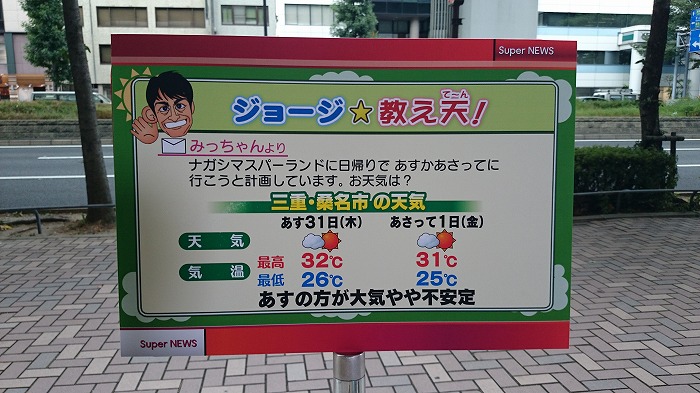 Super NEWS
ジョージ☆教え天!
て〜ん
みっちゃんより
ナガシマスパーランドに日帰りで あすかあさってに
行こうと計画しています。お天気は?
三重・桑名市の天気
あす31日(木) あさって1日(金)
天気
気温 最高 32℃ 31℃
最低 26℃ 25℃
あすの方が大気やや不安定
Super NEWS